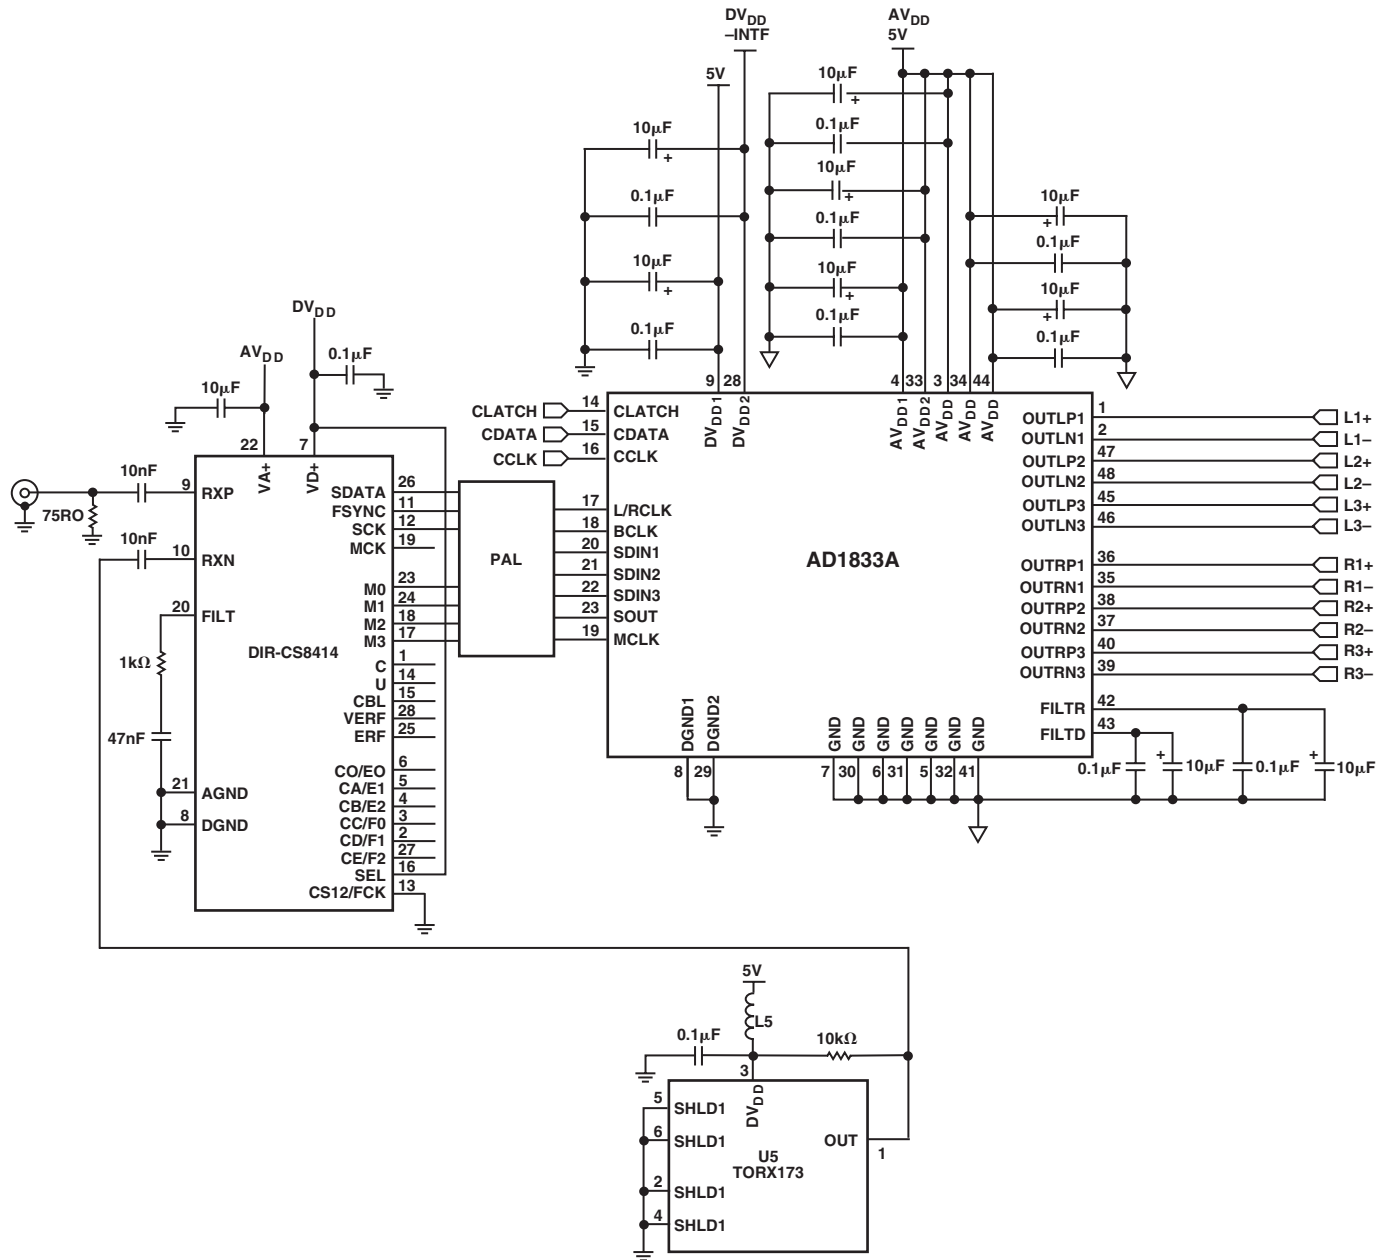 DVDD
–INTF
AVDD
5V
5V
10μF
0.1μF
10μF
0.1μF
10μF
0.1μF
10μF
0.1μF
10μF
0.1μF
10μF
0.1μF
10μF
0.1μF
9 28
4 33 3 34 44
DVDD1
DVDD2
AVDD1
AVDD2
AVDD
AVDD
AVDD
DVDD
AVDD
0.1μF
10μF
22
7
VA+
VD+
10nF
9
RXP
75RO
10nF
10
RXN
20
FILT
1kΩ
47nF
21
AGND
8
DGND
DIR-CS8414
SDATA 26
FSYNC 11
SCK 12
MCK 19
M0 23
M1 24
M2 18
M3 17
C 1
U 14
CBL 15
VERF 28
ERF 25
CO/EO 6
CA/E1 5
CB/E2 4
CC/F0 3
CD/F1 2
CE/F2 27
SEL 16
CS12/FCK 13
PAL
CLATCH 14 CLATCH
CDATA 15 CDATA
CCLK 16 CCLK
17 L/RCLK
18 BCLK
20 SDIN1
21 SDIN2
22 SDIN3
23 SOUT
19 MCLK
AD1833A
OUTLP1 1 L1+
OUTLN1 2 L1–
OUTLP2 47 L2+
OUTLN2 48 L2–
OUTLP3 45 L3+
OUTLN3 46 L3–
OUTRP1 36 R1+
OUTRN1 35 R1–
OUTRP2 38 R2+
OUTRN2 37 R2–
OUTRP3 40 R3+
OUTRN3 39 R3–
FILTR 42
FILTD 43
0.1μF
10μF
0.1μF
10μF
DGND1
DGND2
8 29
GND
GND
GND
GND
GND
GND
GND
7 30 6 31 5 32 41
5V
L5
0.1μF
10kΩ
3
DVDD
5 SHLD1
6 SHLD1
2 SHLD1
4 SHLD1
OUT
1
U5
TORX173